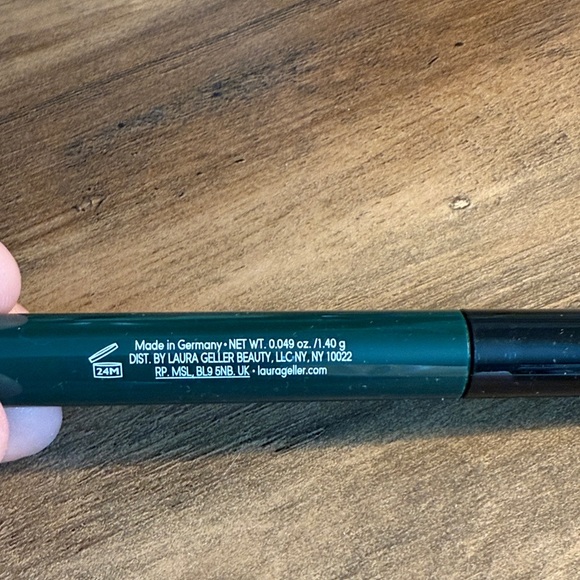 Made in Germany • NET WT. 0.049 oz. /1.40 g
DIST. BY LAURA GELLER BEAUTY, LLC•NY, NY 10022
RP. MSL, BL9 5NB, UK • laurageller.com
24M